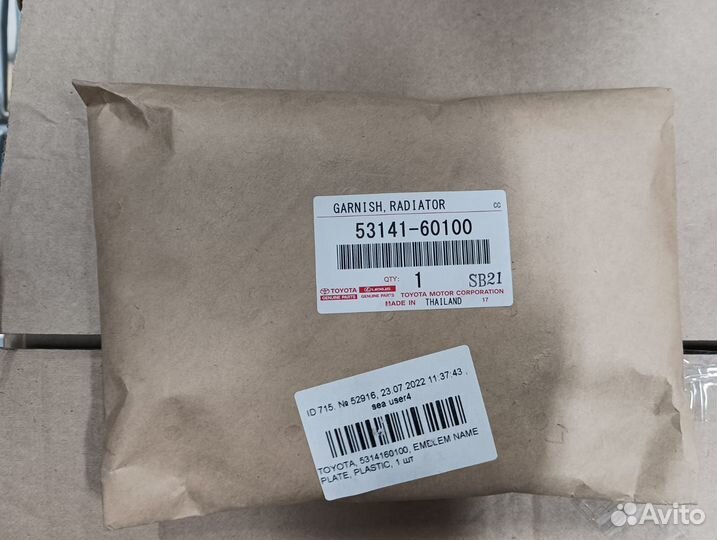 GARNISH, RADIATOR CC
53141-60100
QTY: 1 SB21
TOYOTA LEXUS
GENUINE PARTS GENUINE PARTS TOYOTA MOTOR CORPORATION
MADE IN THAILAND 17
ID 715. № 52916, 23.07.2022 11:37:43 ,
sea user4
TOYOTA, 5314160100, EMDLEM NAME
PLATE, PLASTIC, 1 шт
Avito